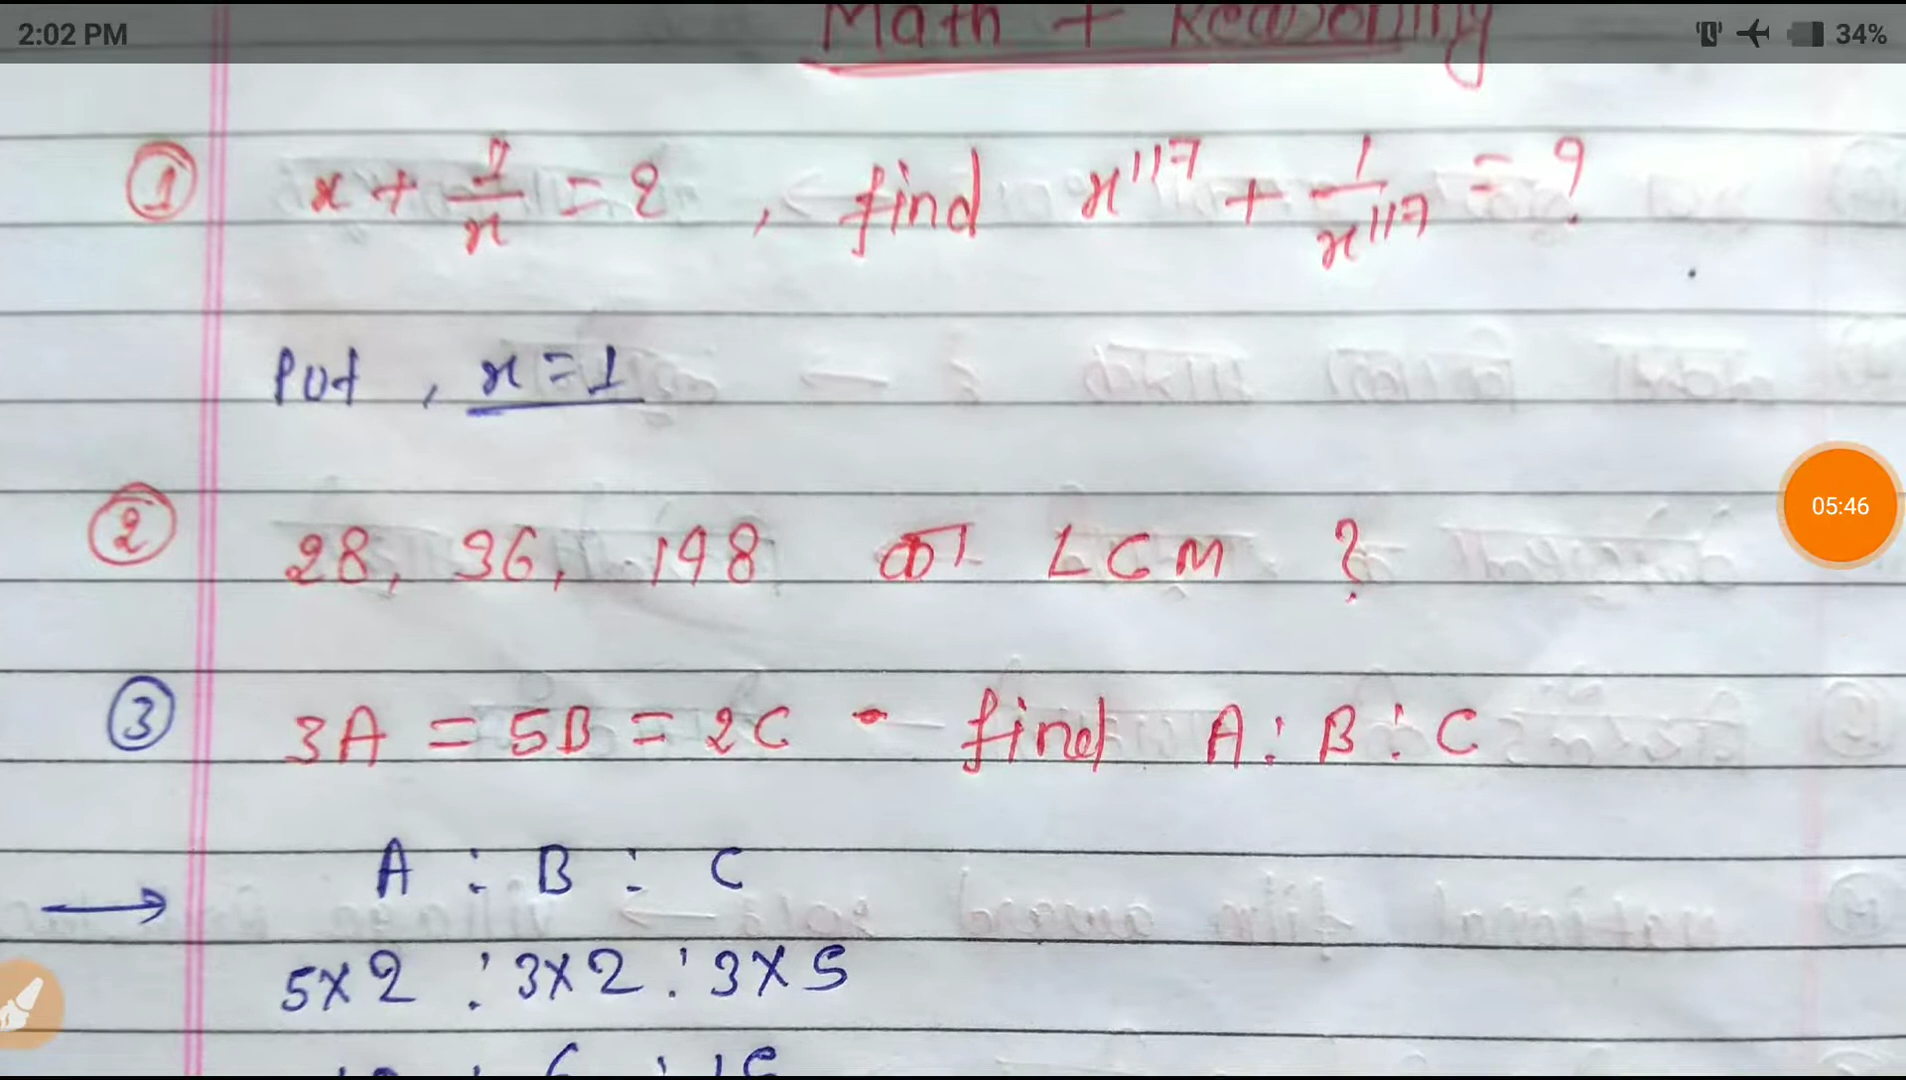 2:02 PM
34%
Math + Reasoning
① x + 1/x = 2 , find x¹¹⁷ + 1/x¹¹⁷ = ?
Put , x = 1
05:46
② 28, 36, 198 का LCM ?
③ 3A = 5B = 2C - find A : B : C
→ A : B : C
5×2 : 3×2 : 3×5